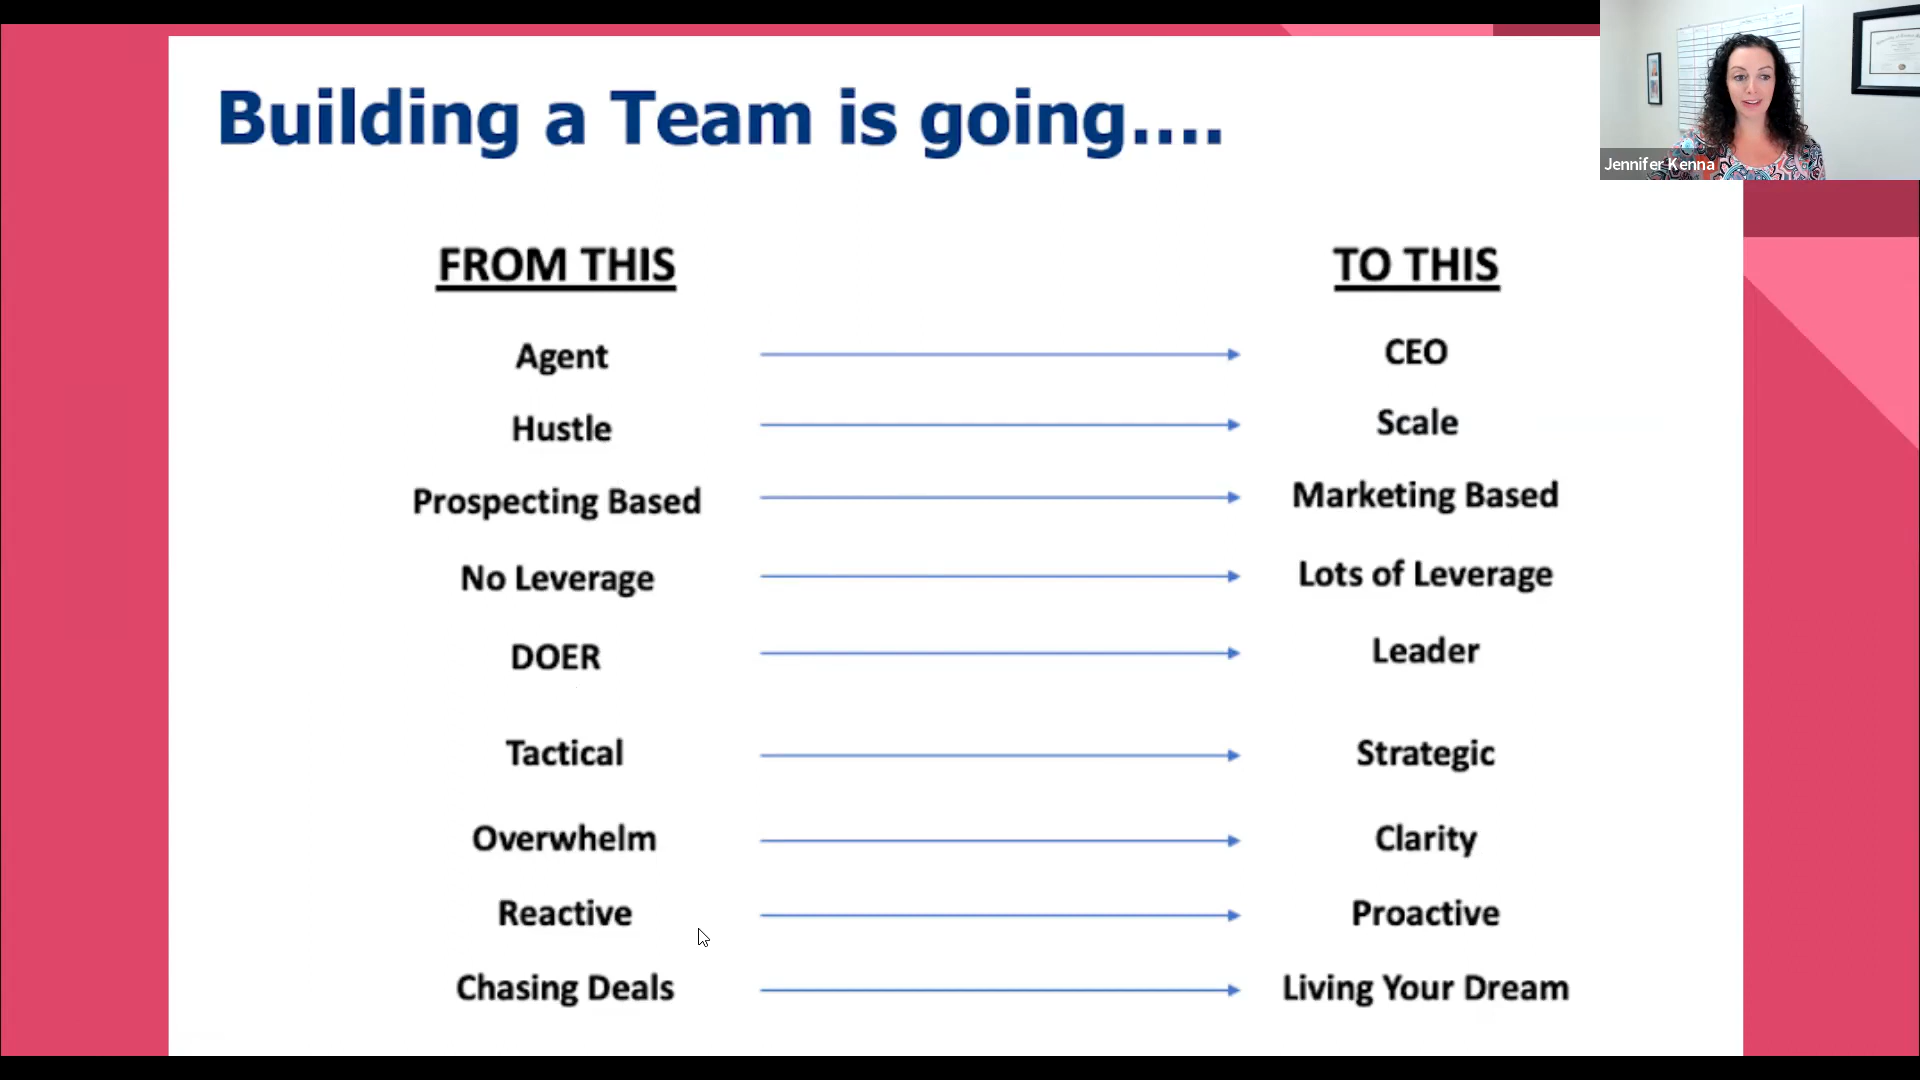 Building a Team is going....
Jennifer Kenna
FROM THIS
TO THIS
Agent
CEO
Hustle
Scale
Prospecting Based
Marketing Based
No Leverage
Lots of Leverage
DOER
Leader
Tactical
Strategic
Overwhelm
Clarity
Reactive
Proactive
Chasing Deals
Living Your Dream